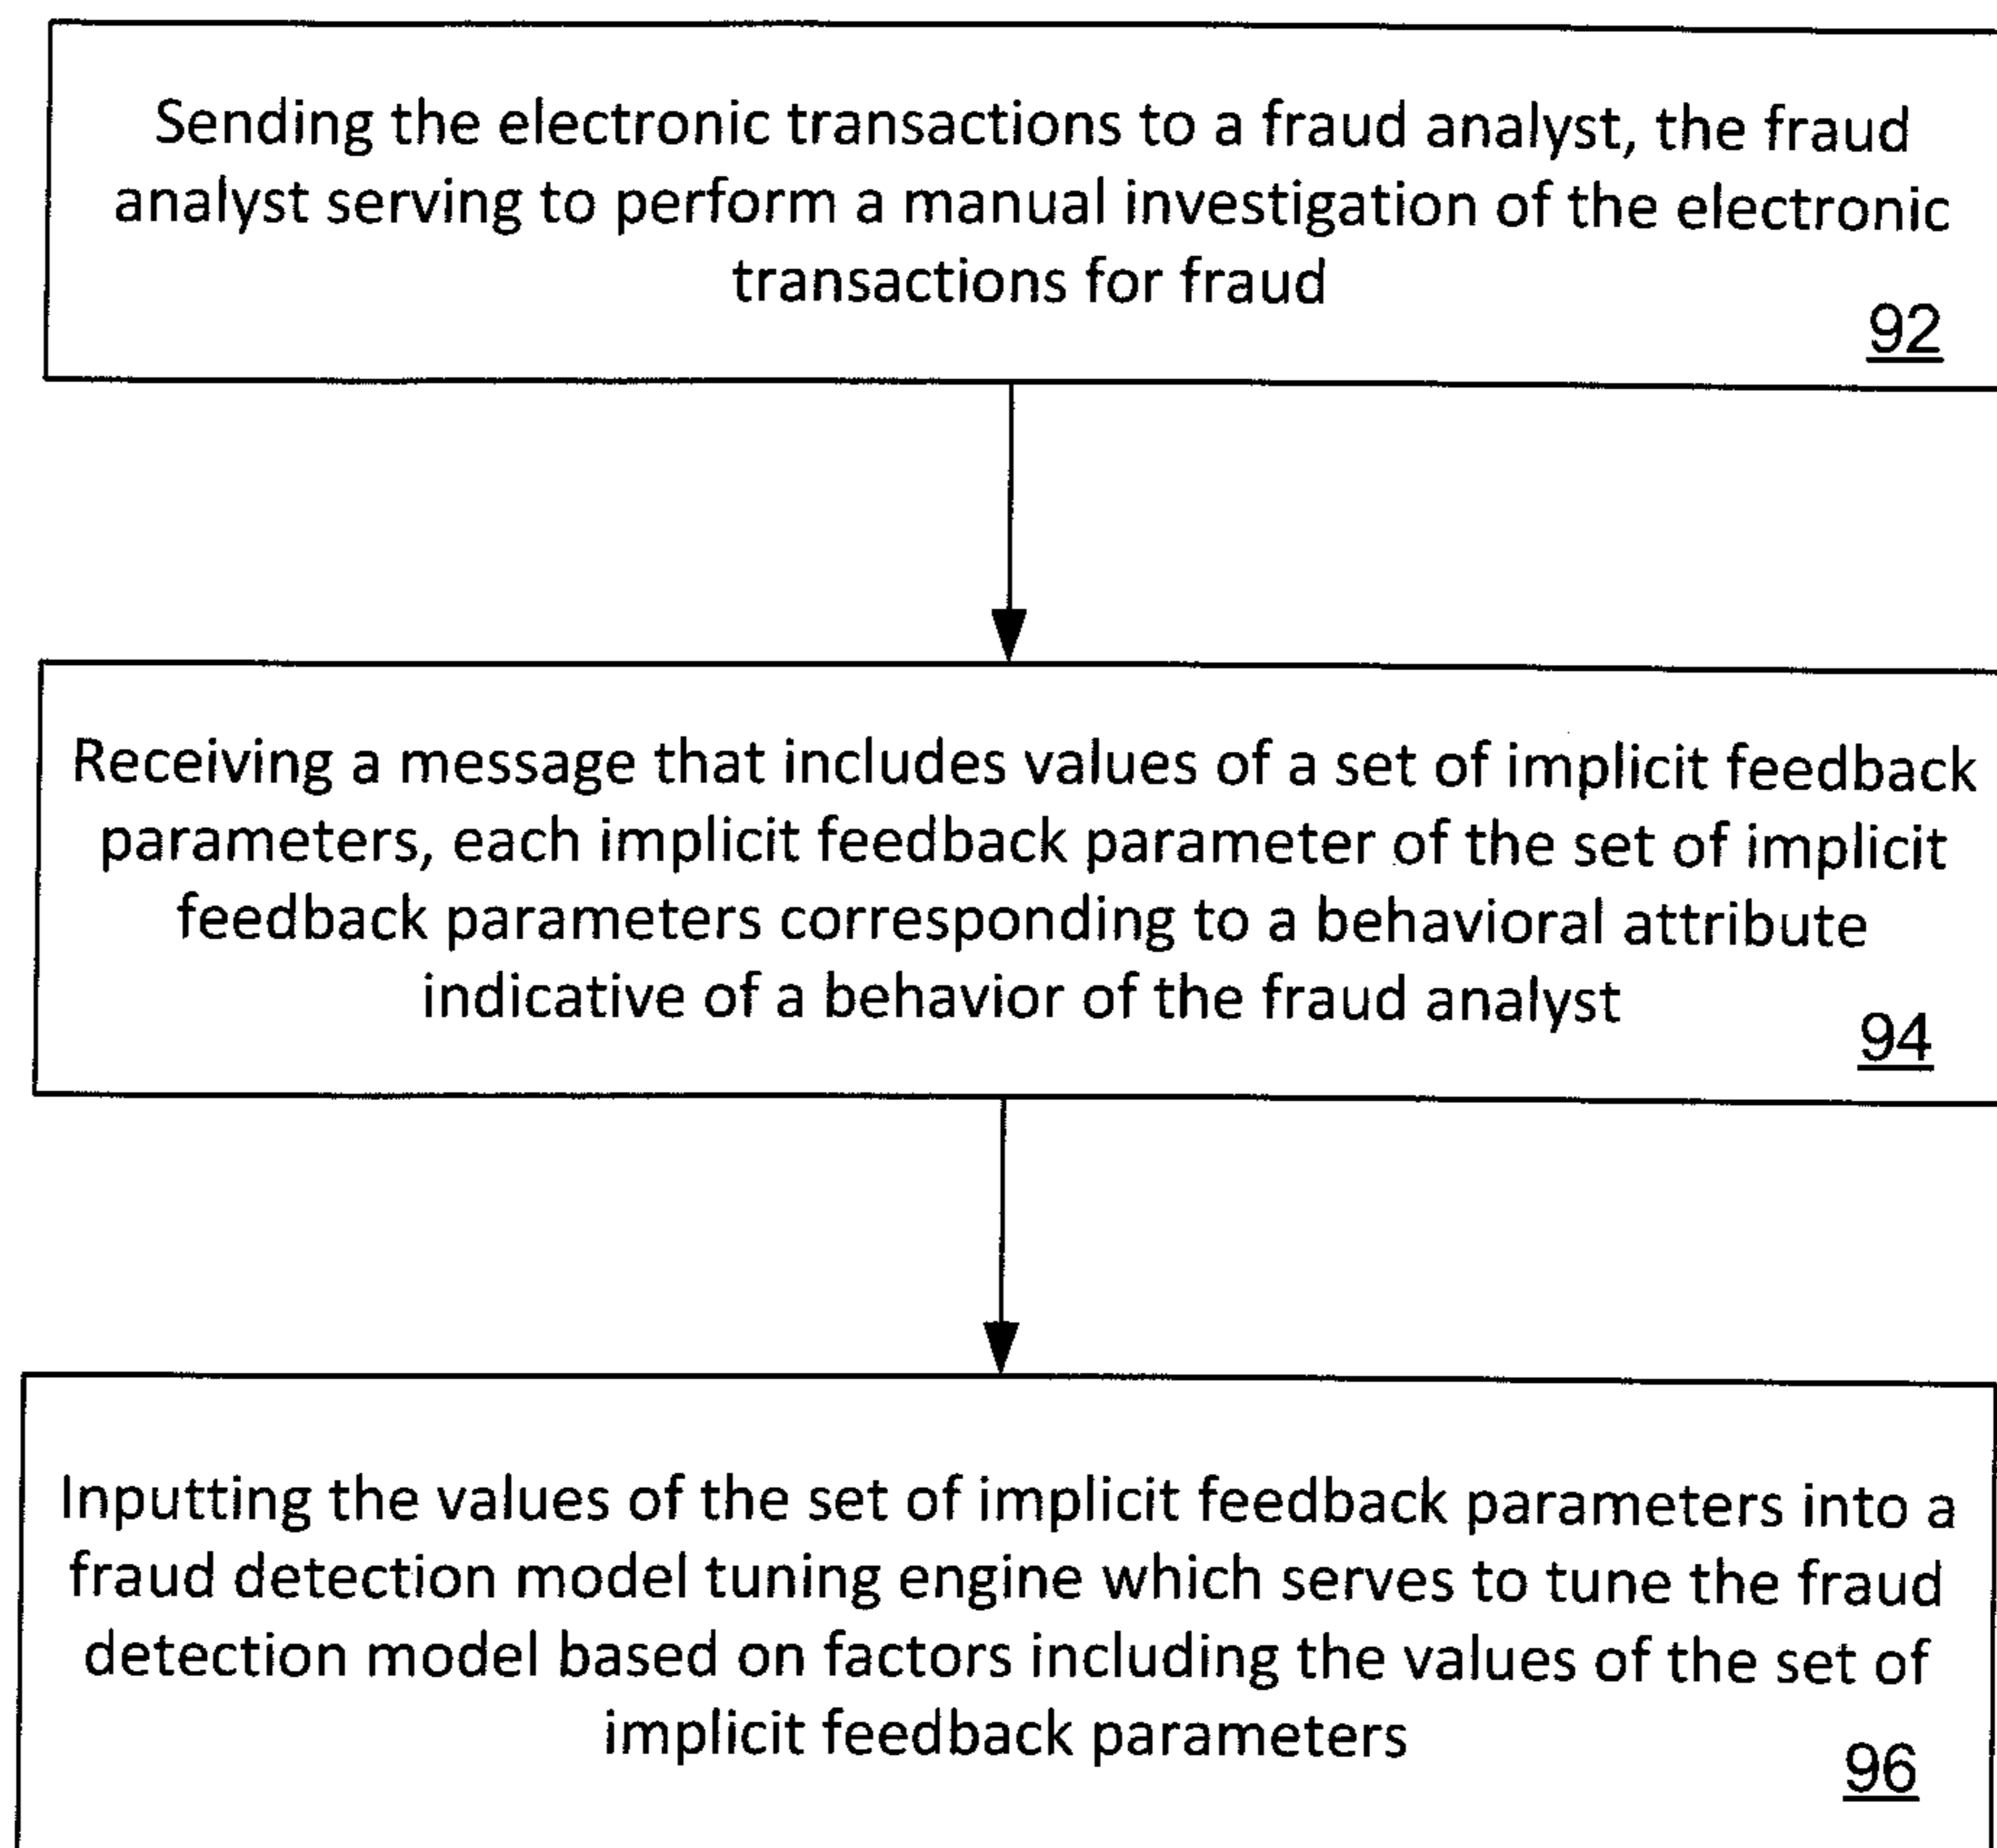 Sending the electronic transactions to a fraud analyst, the fraud
analyst serving to perform a manual investigation of the electronic
transactions for fraud
92
Receiving a message that includes values of a set of implicit feedback
parameters, each implicit feedback parameter of the set of implicit
feedback parameters corresponding to a behavioral attribute
indicative of a behavior of the fraud analyst
94
Inputting the values of the set of implicit feedback parameters into a
fraud detection model tuning engine which serves to tune the fraud
detection model based on factors including the values of the set of
implicit feedback parameters
96